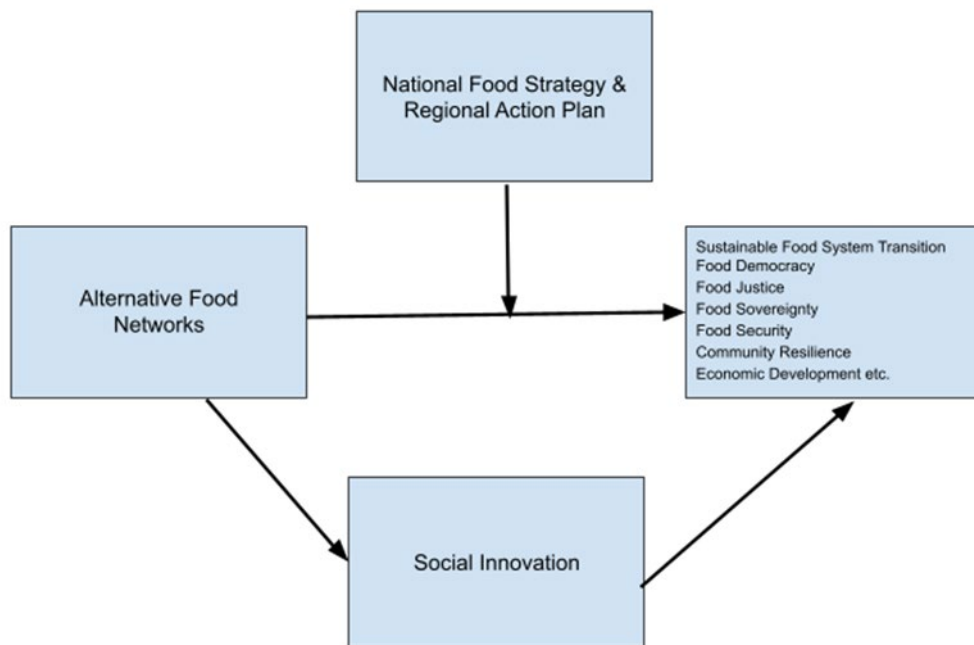 National Food Strategy &
Regional Action Plan
Alternative Food
Networks
Sustainable Food System Transition
Food Democracy
Food Justice
Food Sovereignty
Food Security
Community Resilience
Economic Development etc.
Social Innovation